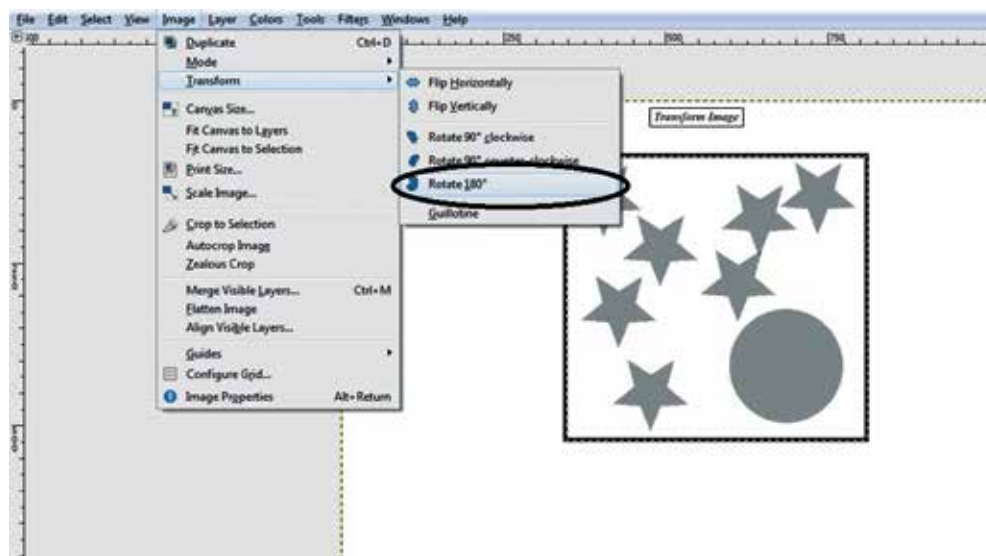 File Edit Select View Image Layer Colors Tools Filters Windows Help
250 500 750
Duplicate Ctrl+D
Mode
Transform
Canvas Size...
Fit Canvas to Layers
Fit Canvas to Selection
Print Size...
Scale Image...
Crop to Selection
Autocrop Image
Zealous Crop
Merge Visible Layers... Ctrl+M
Flatten Image
Align Visible Layers...
Guides
Configure Grid...
Image Properties Alt+Return
Flip Horizontally
Flip Vertically
Rotate 90° clockwise
Rotate 90° counter-clockwise
Rotate 180°
Guillotine
Transform Image